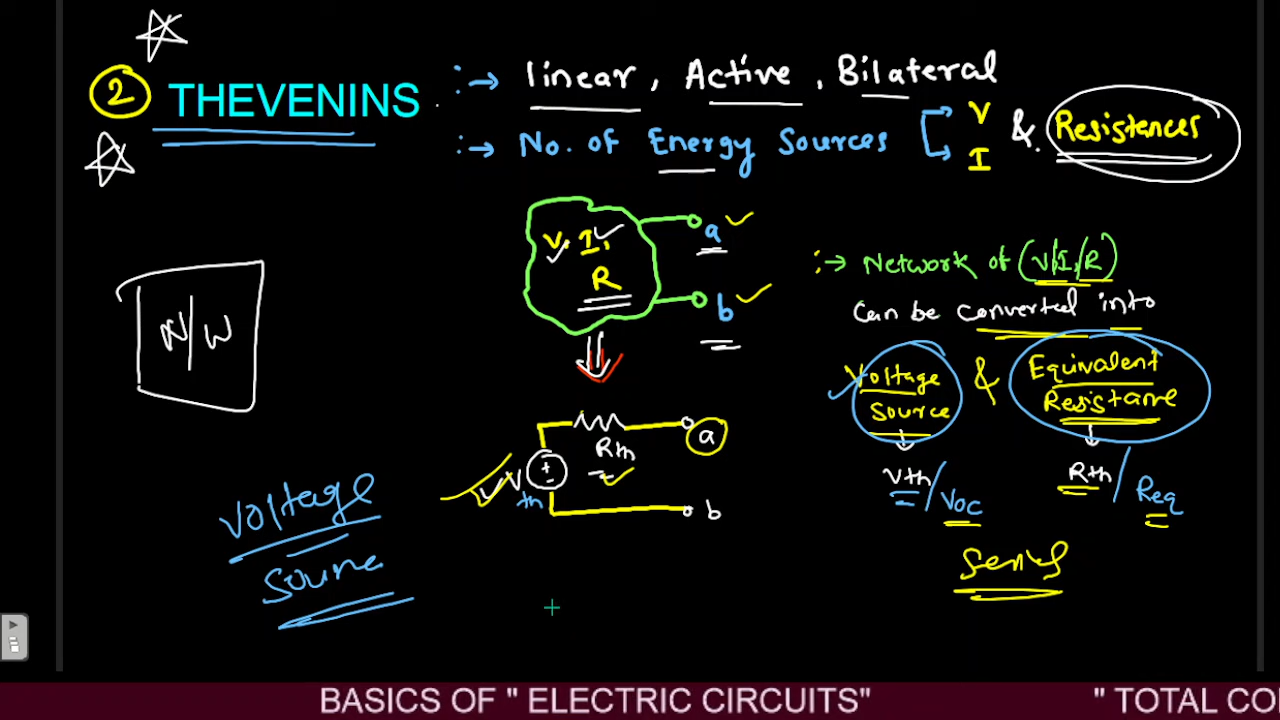 2 THEVENINS :→ linear, Active, Bilateral
:→ No. of Energy Sources V I & Resistances
V, I,
R
a
b
:→ Network of (V/I/R)
Can be converted into
Voltage Source & Equivalent Resistance
Vth/Voc Rth/Req
Series
N/W
Rth
a
+
-
Vth
b
Voltage
Source
BASICS OF " ELECTRIC CIRCUITS" " TOTAL CO